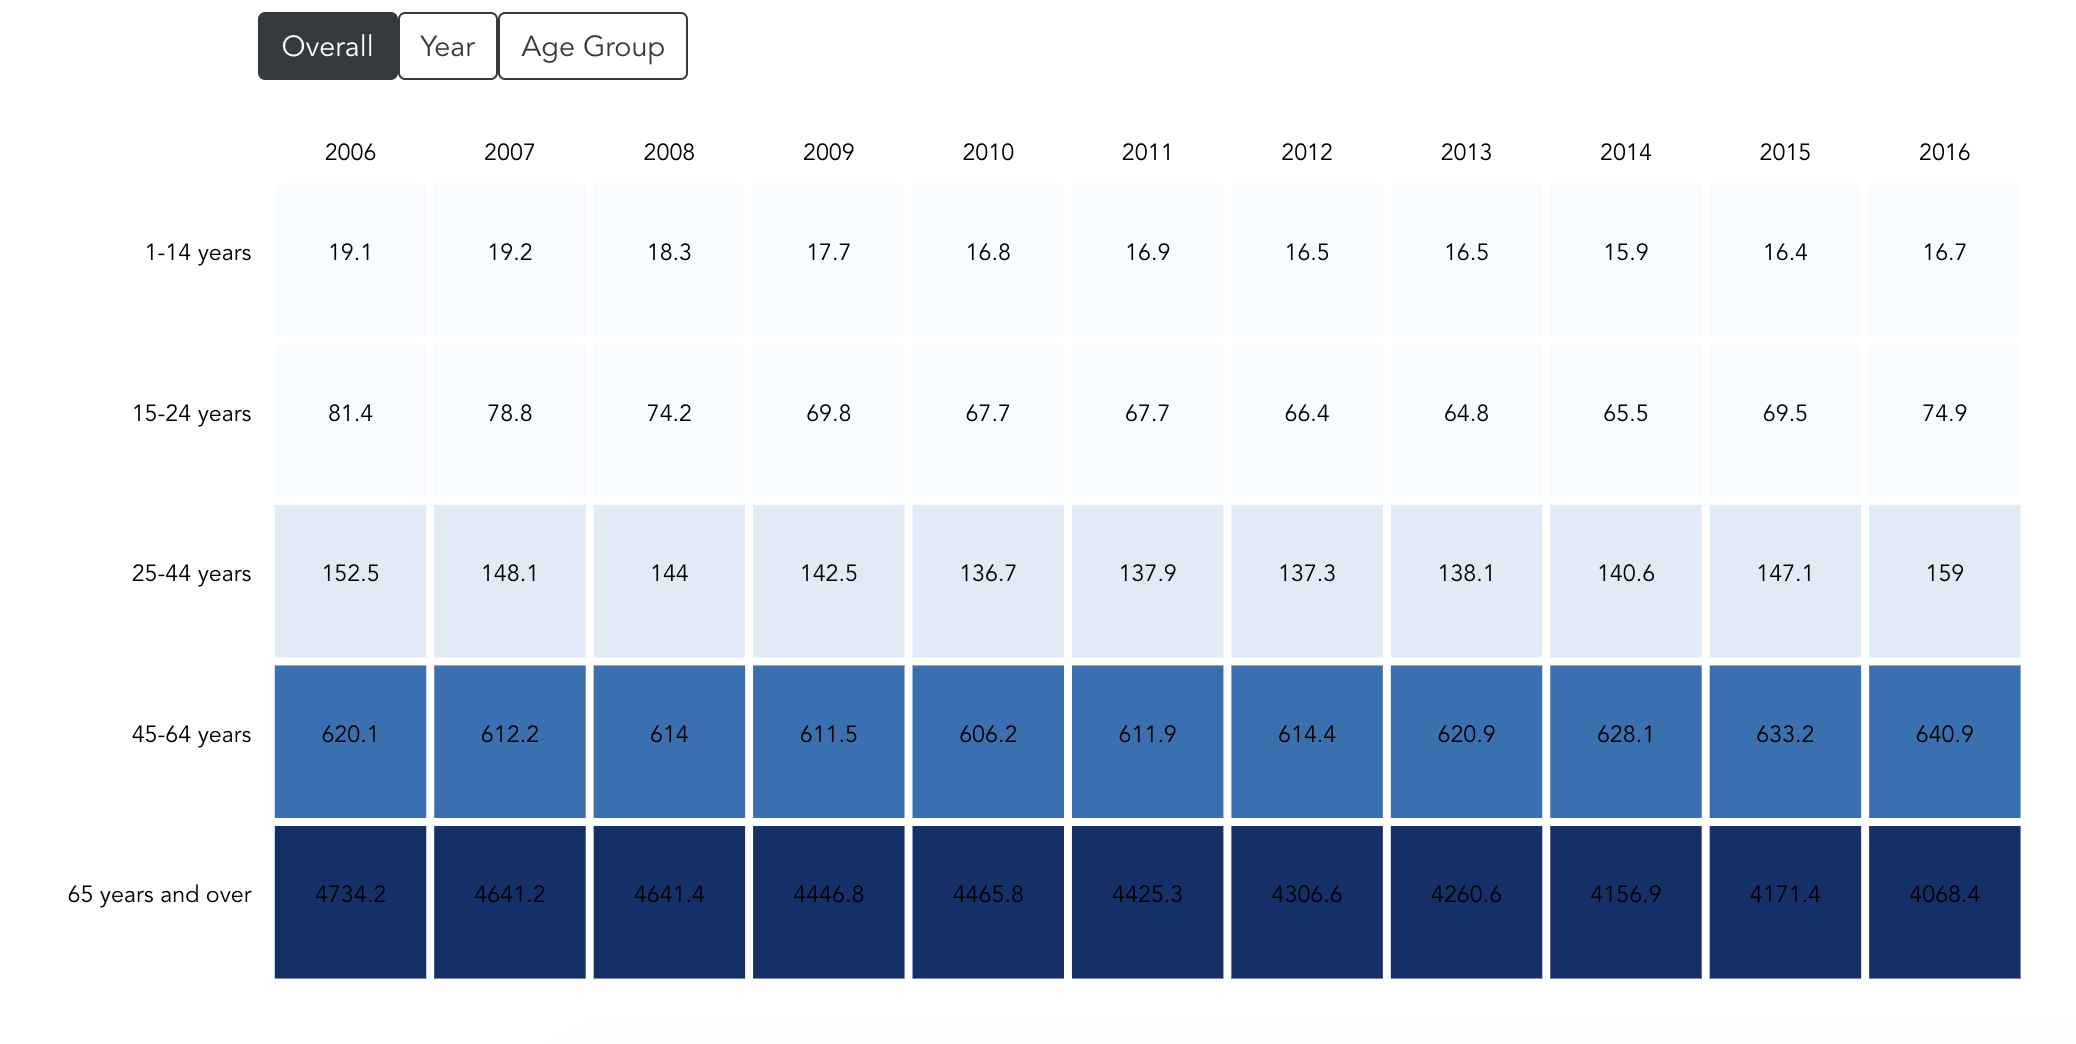 Overall Year Age Group
2006 2007 2008 2009 2010 2011 2012 2013 2014 2015 2016
1-14 years 19.1 19.2 18.3 17.7 16.8 16.9 16.5 16.5 15.9 16.4 16.7
15-24 years 81.4 78.8 74.2 69.8 67.7 67.7 66.4 64.8 65.5 69.5 74.9
25-44 years 152.5 148.1 144 142.5 136.7 137.9 137.3 138.1 140.6 147.1 159
45-64 years 620.1 612.2 614 611.5 606.2 611.9 614.4 620.9 628.1 633.2 640.9
65 years and over 4734.2 4641.2 4641.4 4446.8 4465.8 4425.3 4306.6 4260.6 4156.9 4171.4 4068.4